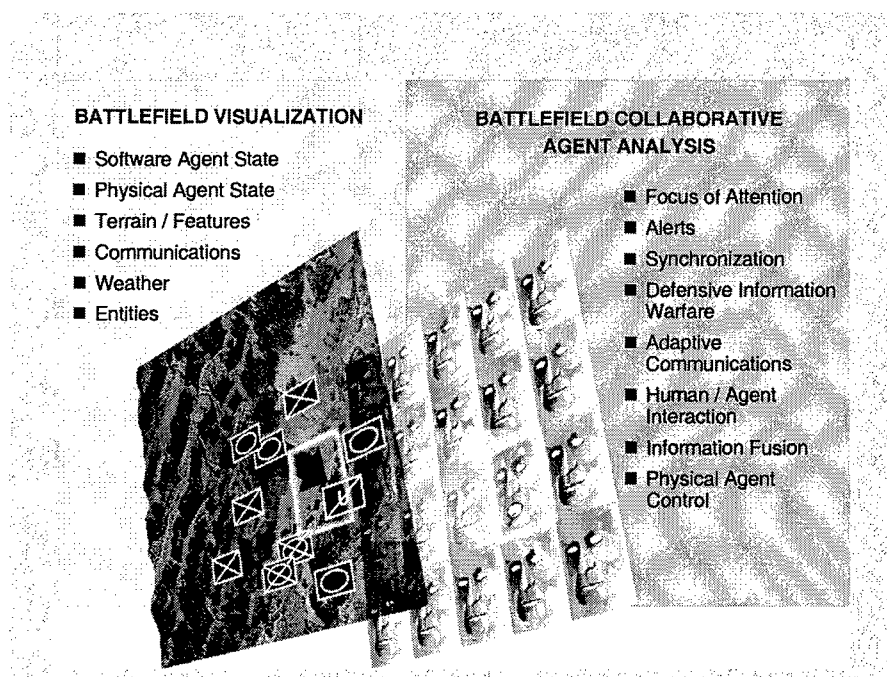 BATTLEFIELD VISUALIZATION
■ Software Agent State
■ Physical Agent State
■ Terrain / Features
■ Communications
■ Weather
■ Entities
BATTLEFIELD COLLABORATIVE
AGENT ANALYSIS
■ Focus of Attention
■ Alerts
■ Synchronization
■ Defensive Information
Warfare
■ Adaptive
Communications
■ Human / Agent
Interaction
■ Information Fusion
■ Physical Agent
Control